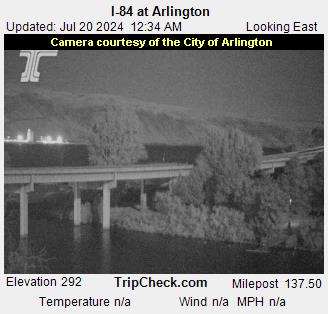 I-84 at Arlington
Updated: Jul 20 2024 12:34 AM Looking East
Camera courtesy of the City of Arlington
Elevation 292 TripCheck.com Milepost 137.50
Temperature n/a Wind n/a MPH n/a